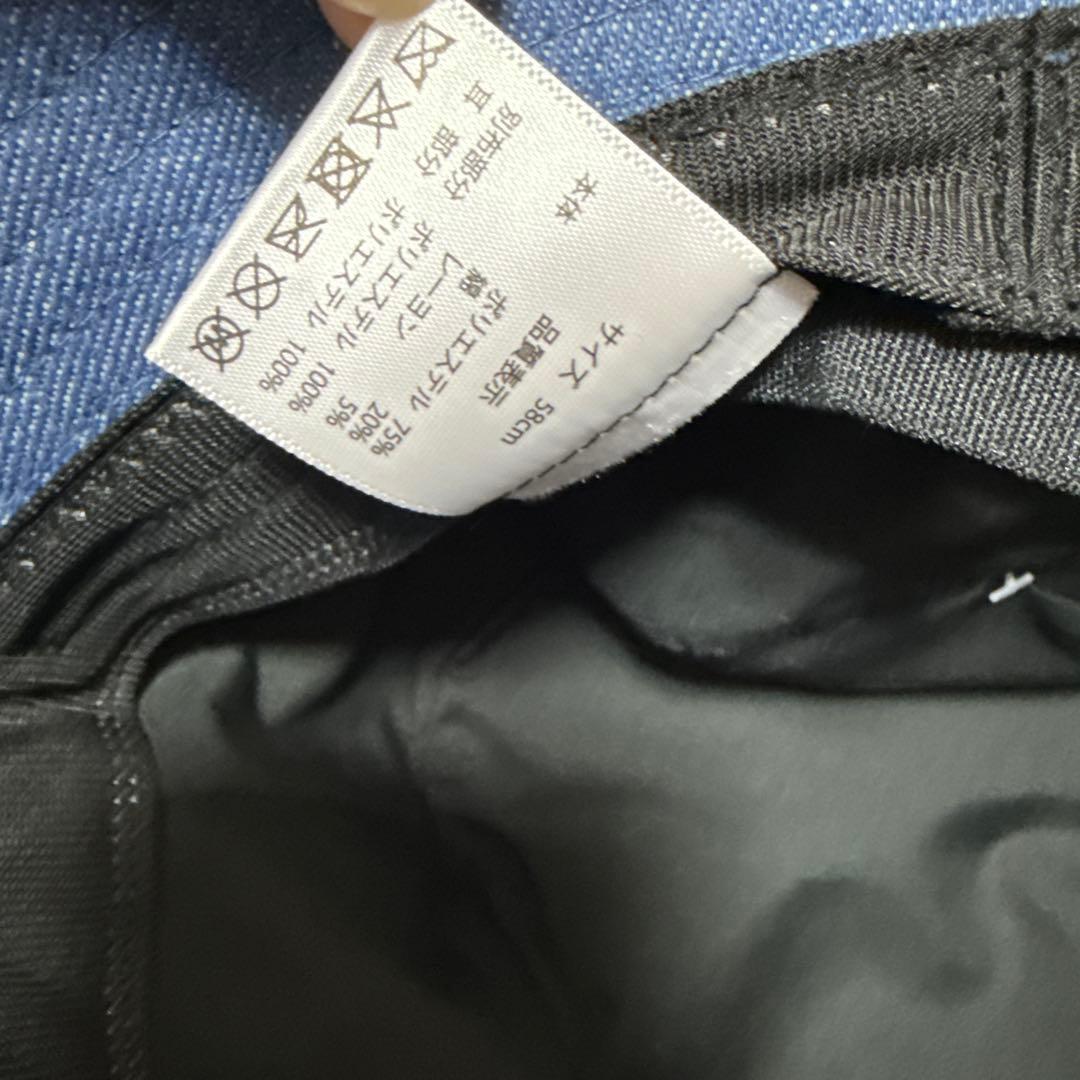 サイズ 58cm
品質表示
本体 ポリエステル 75%
綿 20%
レーヨン 5%
別布部分 ポリエステル 100%
耳部分 ポリエステル 100%